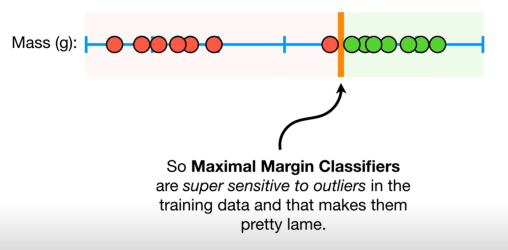 Mass (g):
So Maximal Margin Classifiers
are super sensitive to outliers in the
training data and that makes them
pretty lame.